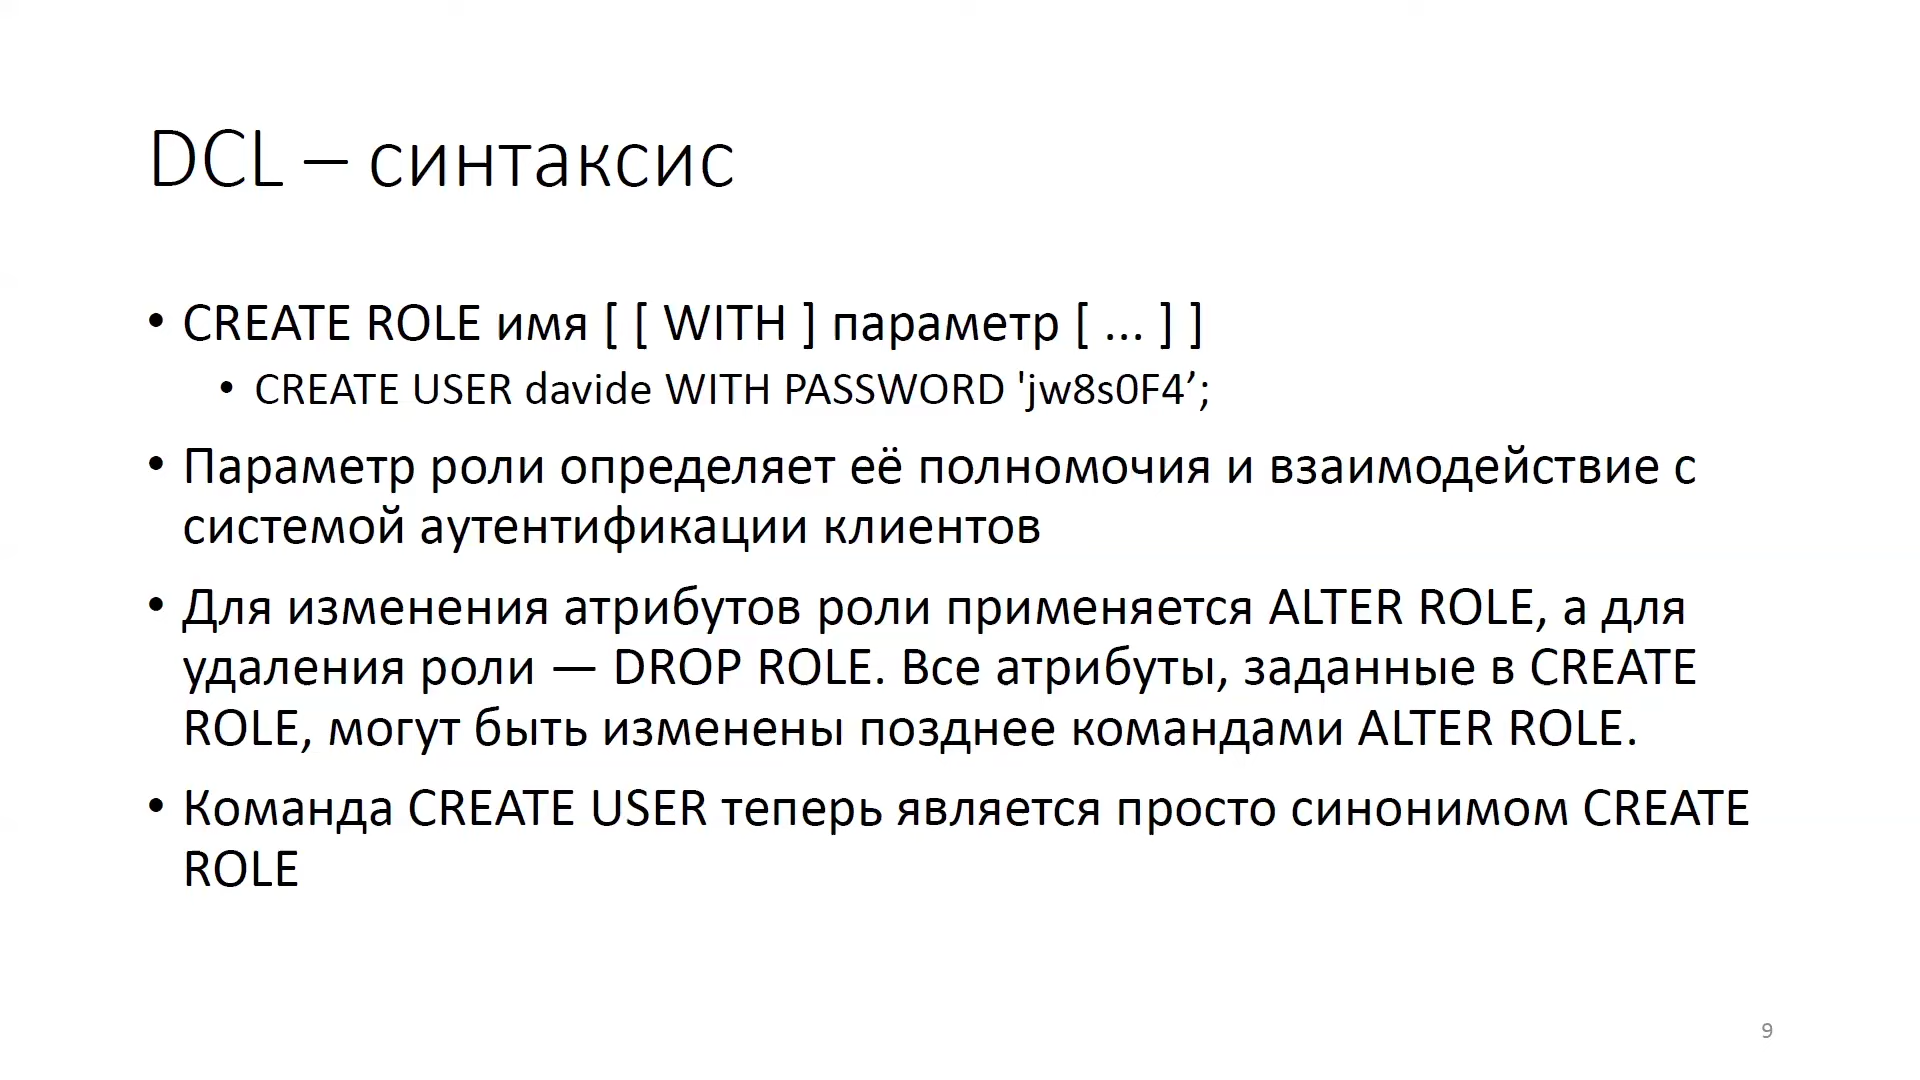 DCL – синтаксис
• CREATE ROLE имя [ [ WITH ] параметр [ ... ] ]
• CREATE USER davide WITH PASSWORD 'jw8s0F4’;
• Параметр роли определяет её полномочия и взаимодействие с
системой аутентификации клиентов
• Для изменения атрибутов роли применяется ALTER ROLE, а для
удаления роли — DROP ROLE. Все атрибуты, заданные в CREATE
ROLE, могут быть изменены позднее командами ALTER ROLE.
• Команда CREATE USER теперь является просто синонимом CREATE
ROLE
9